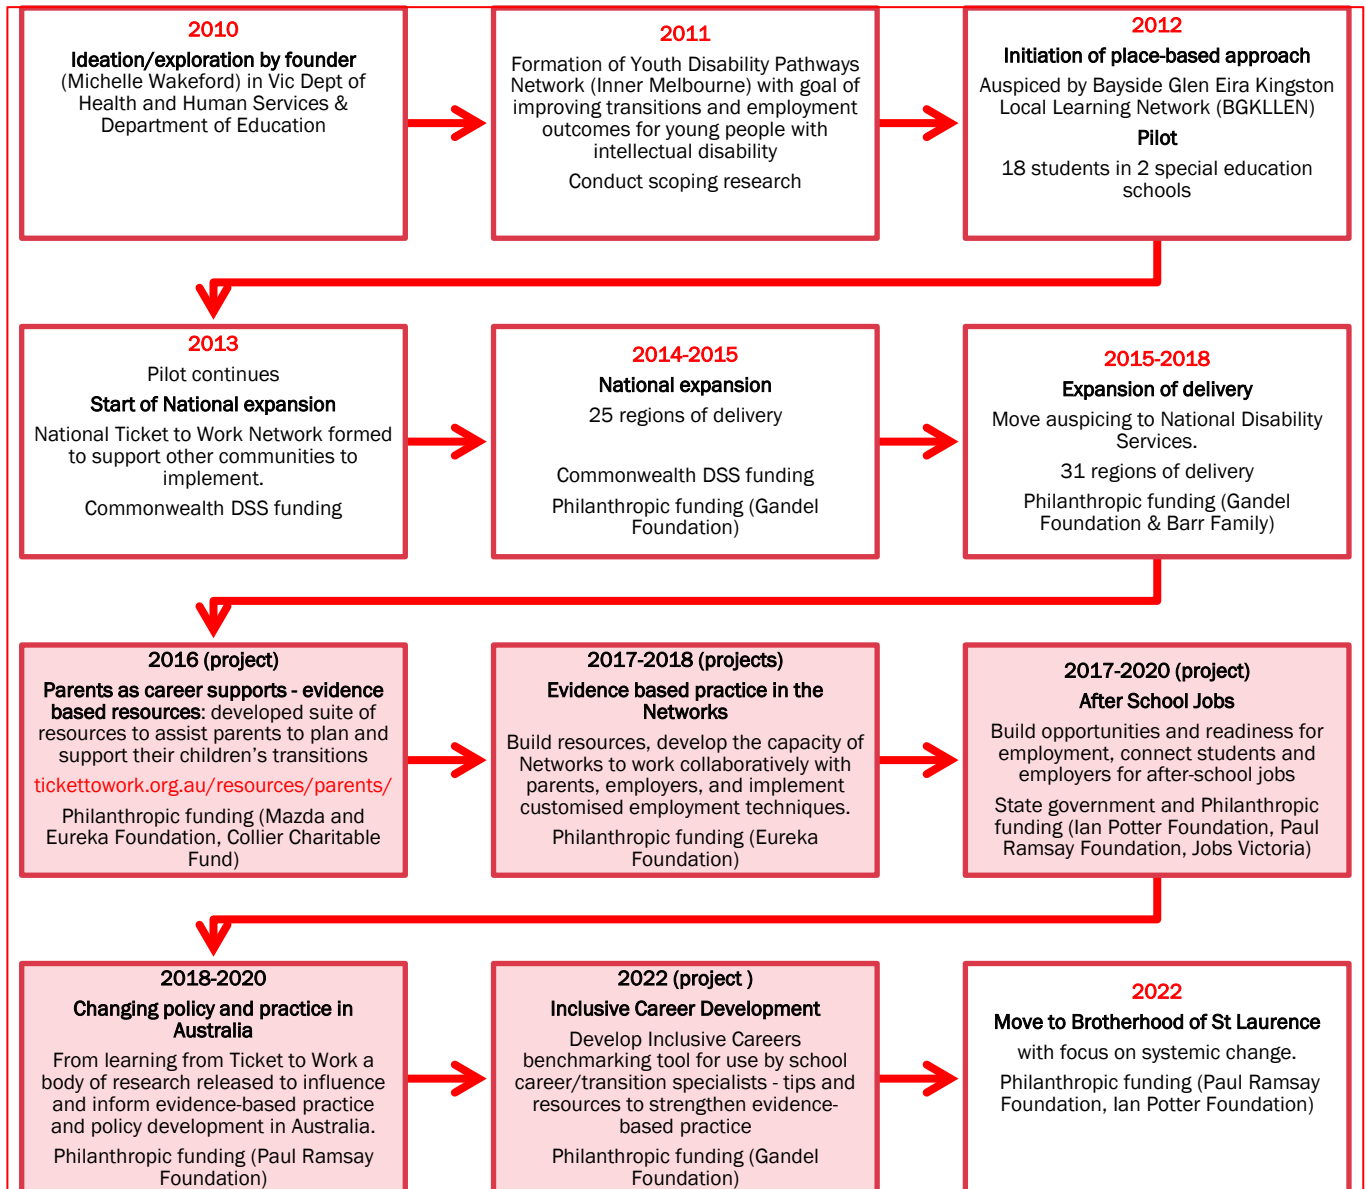 2010
Ideation/exploration by founder
(Michelle Wakeford) in Vic Dept of
Health and Human Services &
Department of Education
2011
Formation of Youth Disability Pathways
Network (Inner Melbourne) with goal of
improving transitions and employment
outcomes for young people with
intellectual disability
Conduct scoping research
2012
Initiation of place-based approach
Auspiced by Bayside Glen Eira Kingston
Local Learning Network (BGKLLEN)
Pilot
18 students in 2 special education
schools
2013
Pilot continues
Start of National expansion
National Ticket to Work Network formed
to support other communities to
implement.
Commonwealth DSS funding
2014-2015
National expansion
25 regions of delivery
Commonwealth DSS funding
Philanthropic funding (Gandel
Foundation)
2015-2018
Expansion of delivery
Move auspicing to National Disability
Services.
31 regions of delivery
Philanthropic funding (Gandel
Foundation & Barr Family)
2016 (project)
Parents as career supports - evidence
based resources: developed suite of
resources to assist parents to plan and
support their children's transitions
tickettowork.org.au/resources/parents/
Philanthropic funding (Mazda and
Eureka Foundation, Collier Charitable
Fund)
2017-2018 (projects)
Evidence based practice in the
Networks
Build resources, develop the capacity of
Networks to work collaboratively with
parents, employers, and implement
customised employment techniques.
Philanthropic funding (Eureka
Foundation)
2017-2020 (project)
After School Jobs
Build opportunities and readiness for
employment, connect students and
employers for after-school jobs
State government and Philanthropic
funding (Ian Potter Foundation, Paul
Ramsay Foundation, Jobs Victoria)
2018-2020
Changing policy and practice in
Australia
From learning from Ticket to Work a
body of research released to influence
and inform evidence-based practice
and policy development in Australia.
Philanthropic funding (Paul Ramsay
Foundation)
2022 (project )
Inclusive Career Development
Develop Inclusive Careers
benchmarking tool for use by school
career/transition specialists - tips and
resources to strengthen evidence-
based practice
Philanthropic funding (Gandel
Foundation)
2022
Move to Brotherhood of St Laurence
with focus on systemic change.
Philanthropic funding (Paul Ramsay
Foundation, Ian Potter Foundation)